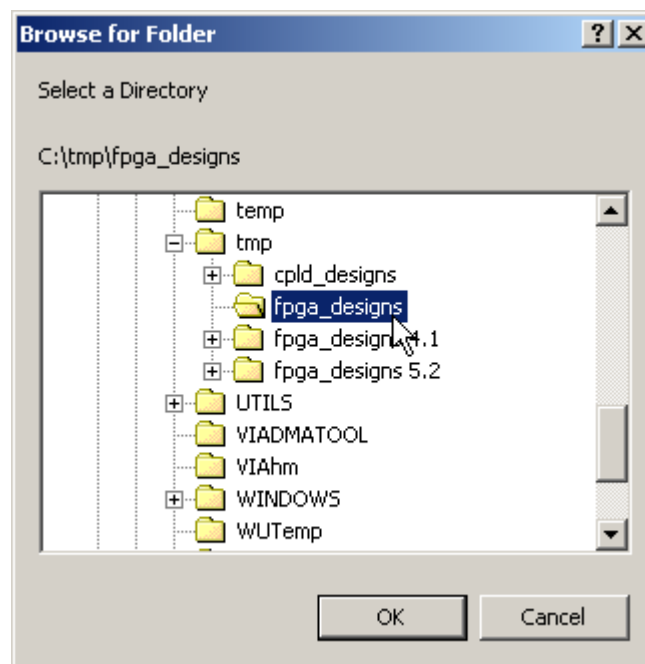 Browse for Folder
Select a Directory
C:\tmp\fpga_designs
temp
tmp
cpld_designs
fpga_designs
fpga_designs 4.1
fpga_designs 5.2
UTILS
VIADMATOOL
VIAhm
WINDOWS
WUTemp
OK Cancel